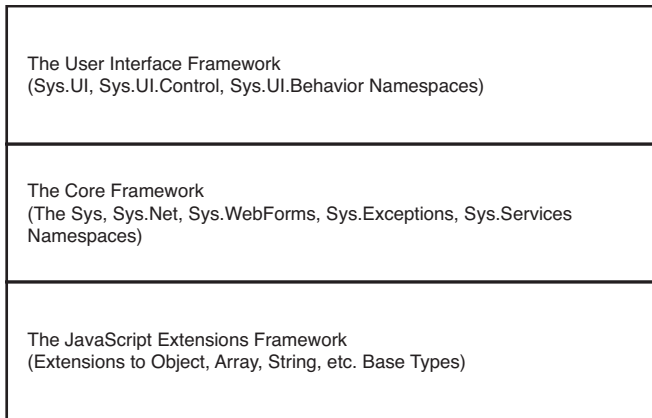 The User Interface Framework
(Sys.UI, Sys.UI.Control, Sys.UI.Behavior Namespaces)
The Core Framework
(The Sys, Sys.Net, Sys.WebForms, Sys.Exceptions, Sys.Services
Namespaces)
The JavaScript Extensions Framework
(Extensions to Object, Array, String, etc. Base Types)